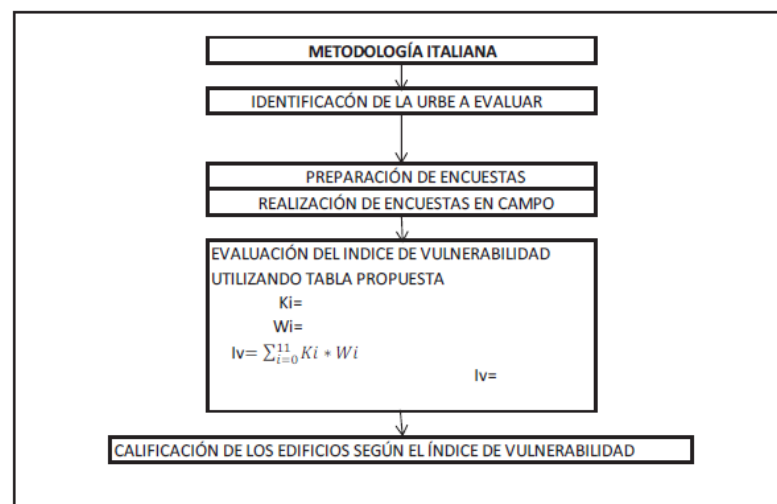 METODOLOGÍA ITALIANA
IDENTIFICACÓN DE LA URBE A EVALUAR
PREPARACIÓN DE ENCUESTAS
REALIZACIÓN DE ENCUESTAS EN CAMPO
EVALUACIÓN DEL INDICE DE VULNERABILIDAD
UTILIZANDO TABLA PROPUESTA
Ki=
Wi=
Iv= $\sum_{i=0}^{11} Ki * Wi$
Iv=
CALIFICACIÓN DE LOS EDIFICIOS SEGÚN EL ÍNDICE DE VULNERABILIDAD